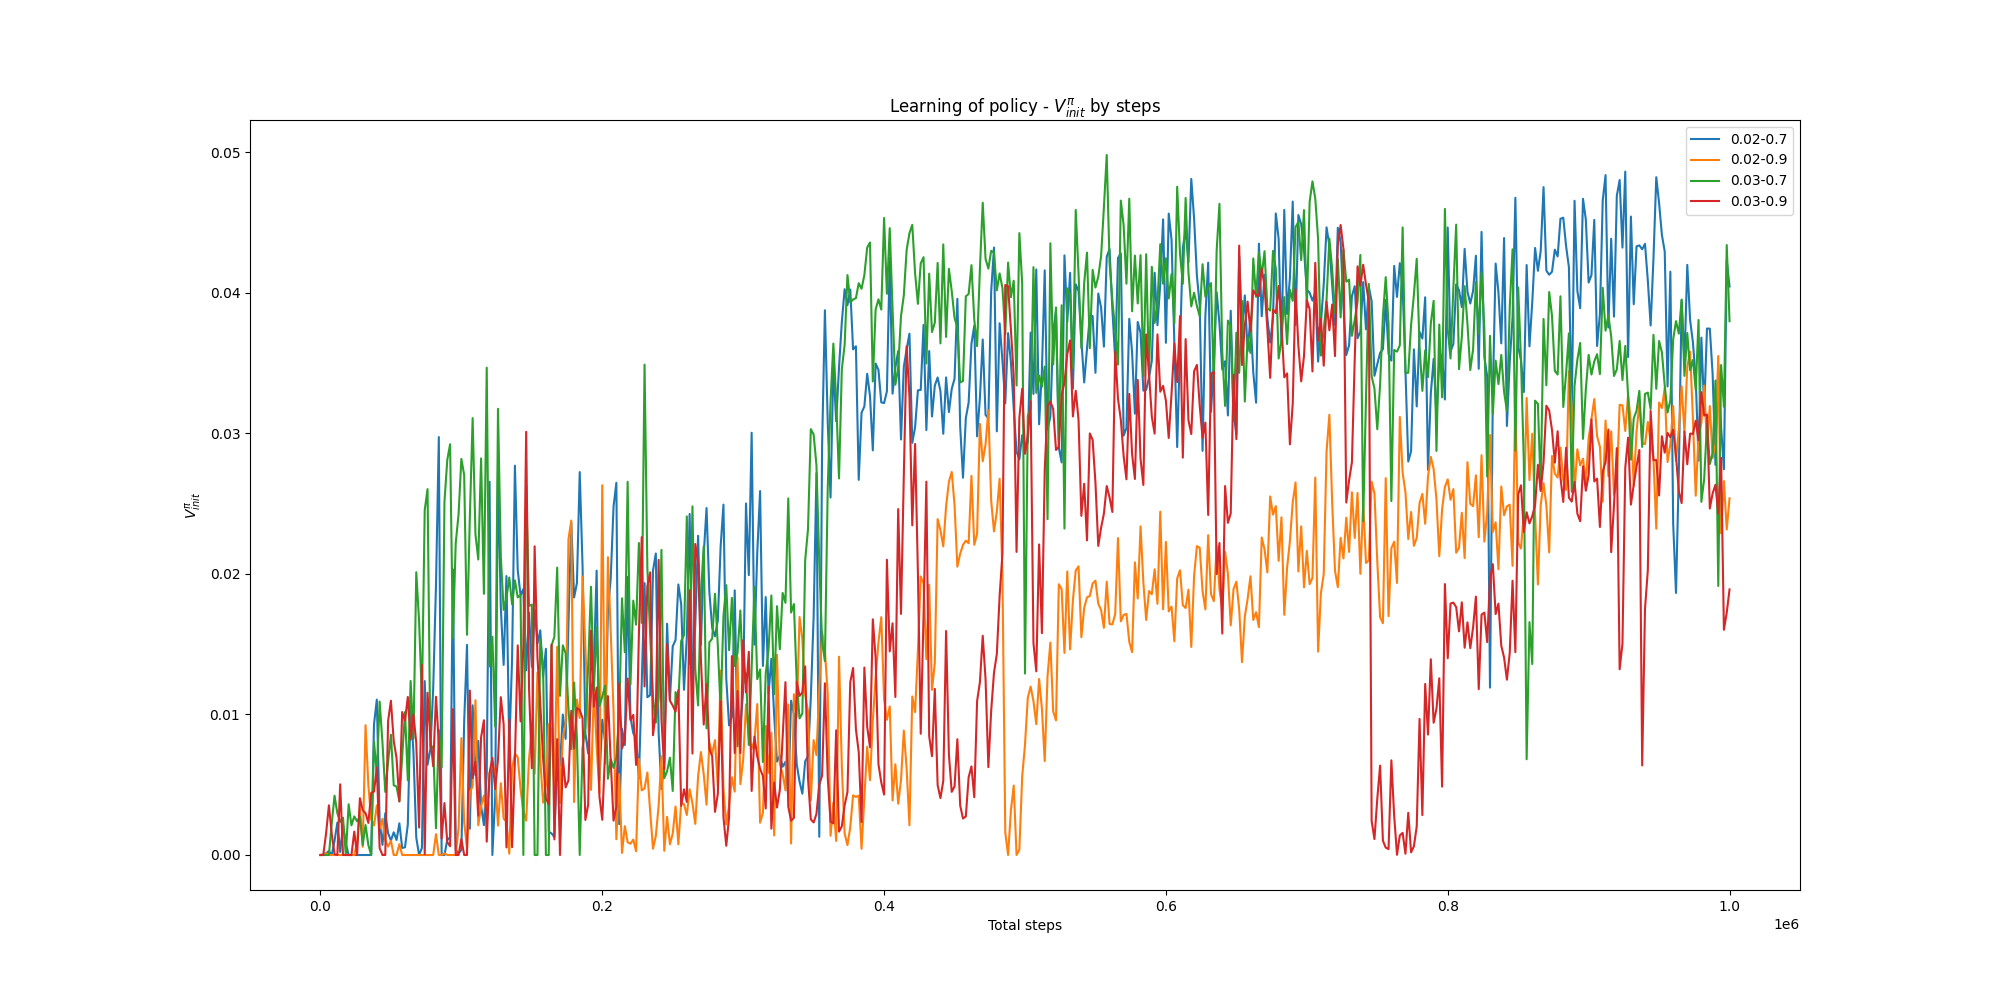 Learning of policy - $V_{init}^{\pi}$ by steps
0.02-0.7
0.02-0.9
0.03-0.7
0.03-0.9
0.05
0.04
0.03
0.02
0.01
0.00
$V_{init}^{\pi}$
0.0 0.2 0.4 0.6 0.8 1.0
Total steps
1e6